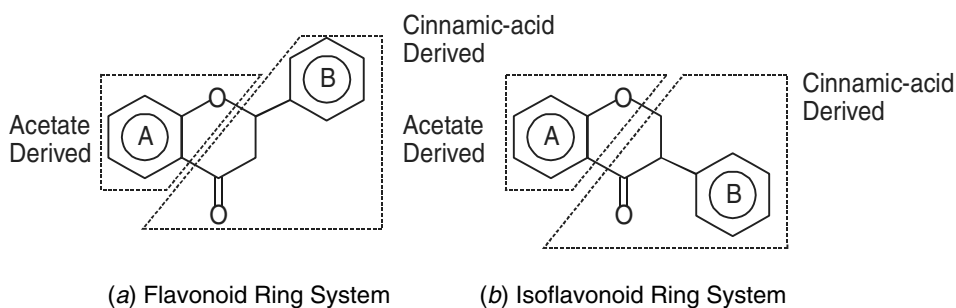 Cinnamic-acid
Derived
B
O
Acetate
Derived
A
O
Cinnamic-acid
Derived
O
Acetate
Derived
A
B
O
(a) Flavonoid Ring System
(b) Isoflavonoid Ring System